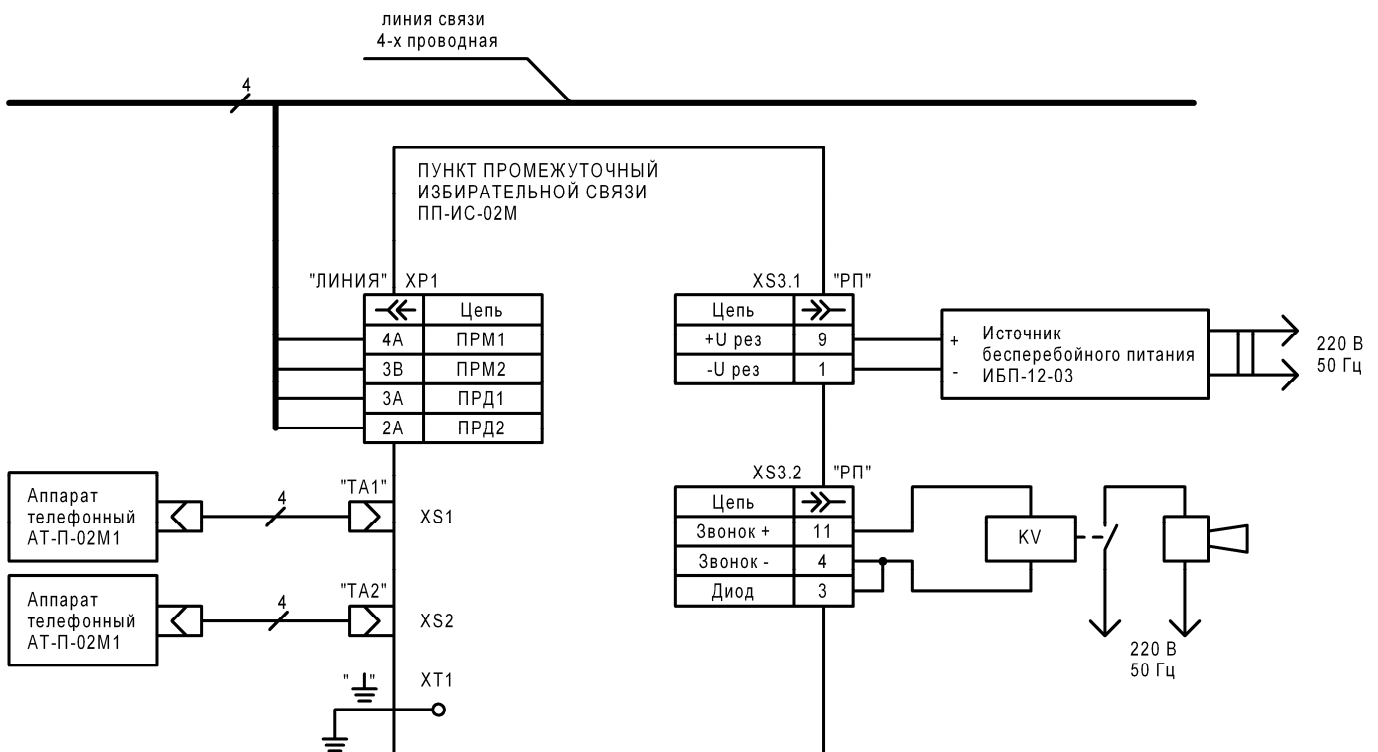 линия связи
4-х проводная
4
ПУНКТ ПРОМЕЖУТОЧНЫЙ
ИЗБИРАТЕЛЬНОЙ СВЯЗИ
ПП-ИС-02М
"ЛИНИЯ" XP1
Цепь
4А ПРМ1
3В ПРМ2
3А ПРД1
2А ПРД2
XS3.1 "РП"
Цепь
+U рез 9
-U рез 1
+
-
Источник
бесперебойного питания
ИБП-12-03
220 В
50 Гц
Аппарат
телефонный
АТ-П-02М1
4
"ТА1"
XS1
Аппарат
телефонный
АТ-П-02М1
4
"ТА2"
XS2
" "
XT1
XS3.2 "РП"
Цепь
Звонок + 11
Звонок - 4
Диод 3
KV
220 В
50 Гц